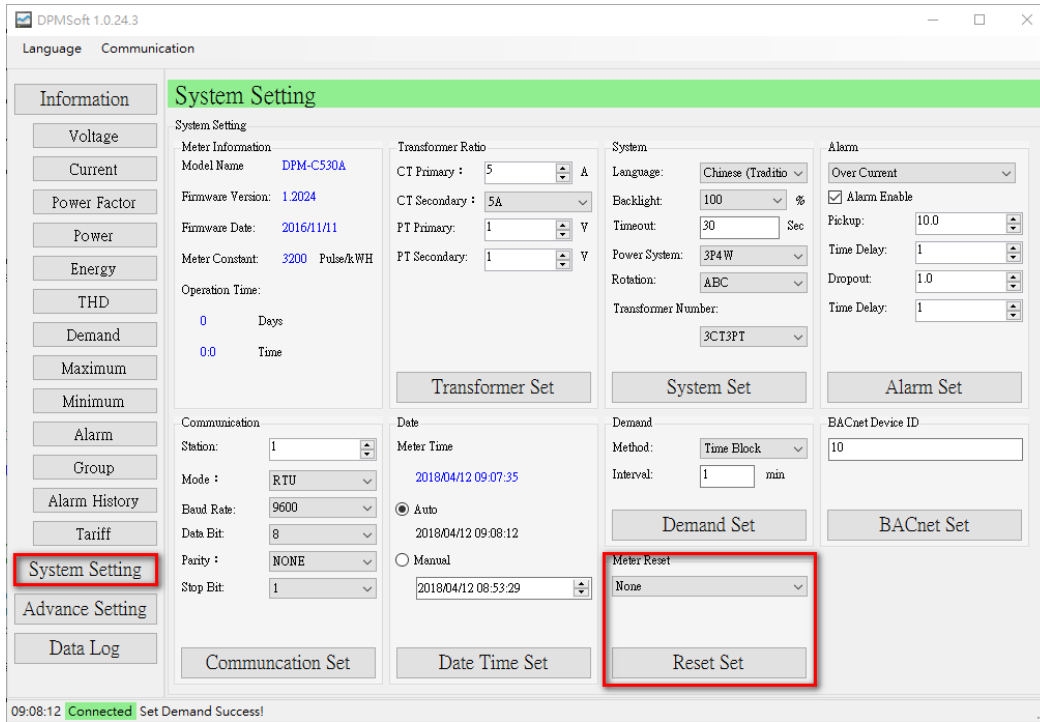 DPMSoft 1.0.24.3
Language Communication
Information
Voltage
Current
Power Factor
Power
Energy
THD
Demand
Maximum
Minimum
Alarm
Group
Alarm History
Tariff
System Setting
Advance Setting
Data Log
System Setting
System Setting
Meter Information
Model Name DPM-C530A
Firmware Version: 1.2024
Firmware Date: 2016/11/11
Meter Constant: 3200 Pulse/kWH
Operation Time:
0 Days
0:0 Time
Transformer Ratio
CT Primary： 5 A
CT Secondary： 5A
PT Primary: 1 V
PT Secondary: 1 V
Transformer Set
System
Language: Chinese (Traditio
Backlight: 100 %
Timeout: 30 Sec
Power System: 3P4W
Rotation: ABC
Transformer Number:
3CT3PT
System Set
Alarm
Over Current
Alarm Enable
Pickup: 10.0
Time Delay: 1
Dropout: 1.0
Time Delay: 1
Alarm Set
Communication
Station: 1
Mode： RTU
Baud Rate: 9600
Data Bit: 8
Parity： NONE
Stop Bit: 1
Communcation Set
Date
Meter Time
2018/04/12 09:07:35
Auto
2018/04/12 09:08:12
Manual
2018/04/12 08:53:29
Date Time Set
Demand
Method: Time Block
Interval: 1 min
Demand Set
BACnet Device ID
10
BACnet Set
Meter Reset
None
Reset Set
09:08:12 Connected Set Demand Success!